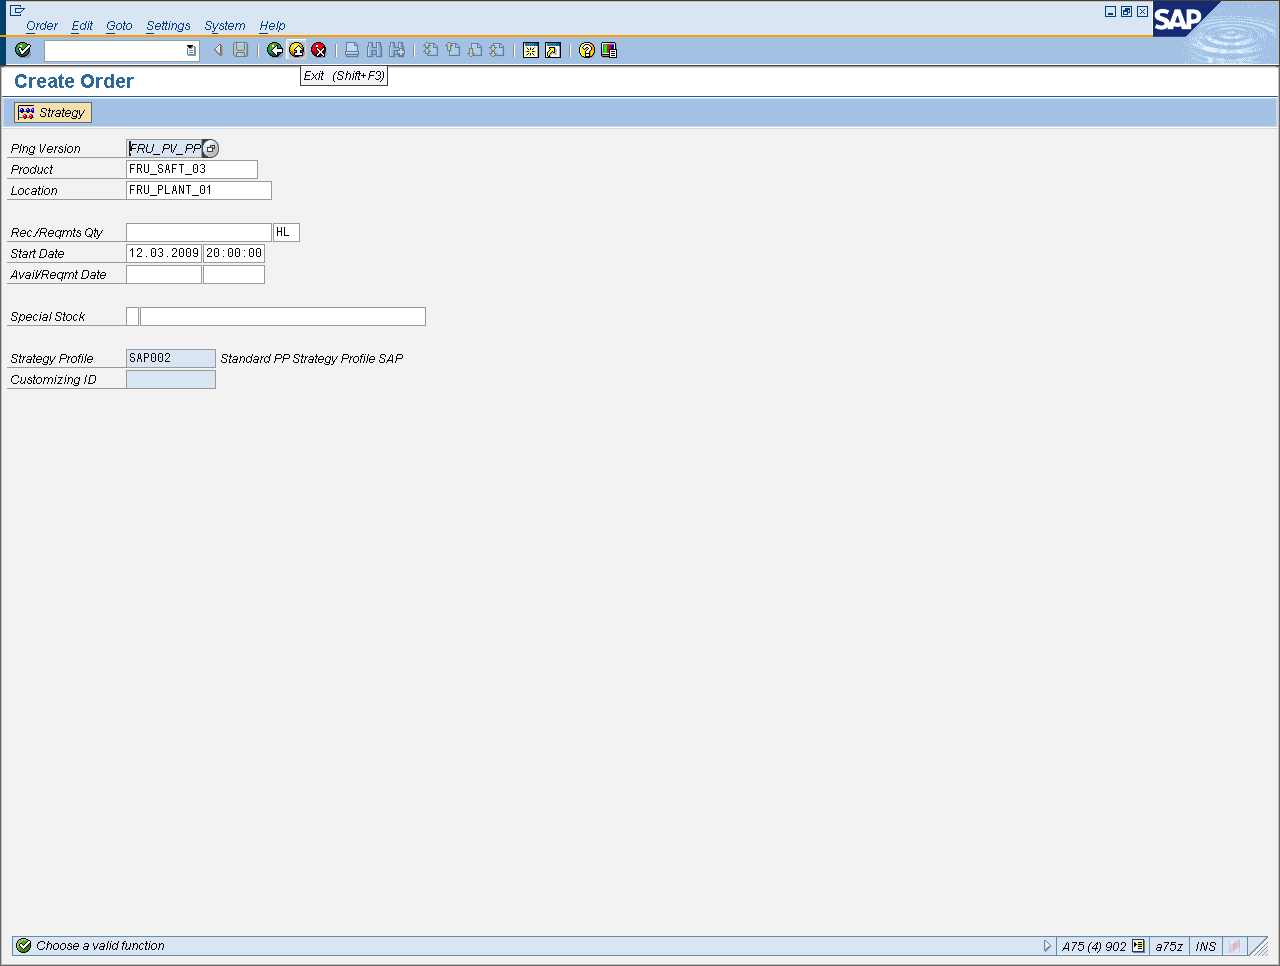 Order Edit Goto Settings System Help
SAP
Exit (Shift+F3)
Create Order
Strategy
Plng Version FRU_PV_PP
Product FRU_SAFT_03
Location FRU_PLANT_01
Rec./Reqmts Qty HL
Start Date 12.03.2009 20:00:00
Avail/Reqmt Date
Special Stock
Strategy Profile SAP002 Standard PP Strategy Profile SAP
Customizing ID
Choose a valid function A75 (4) 902 a75z INS